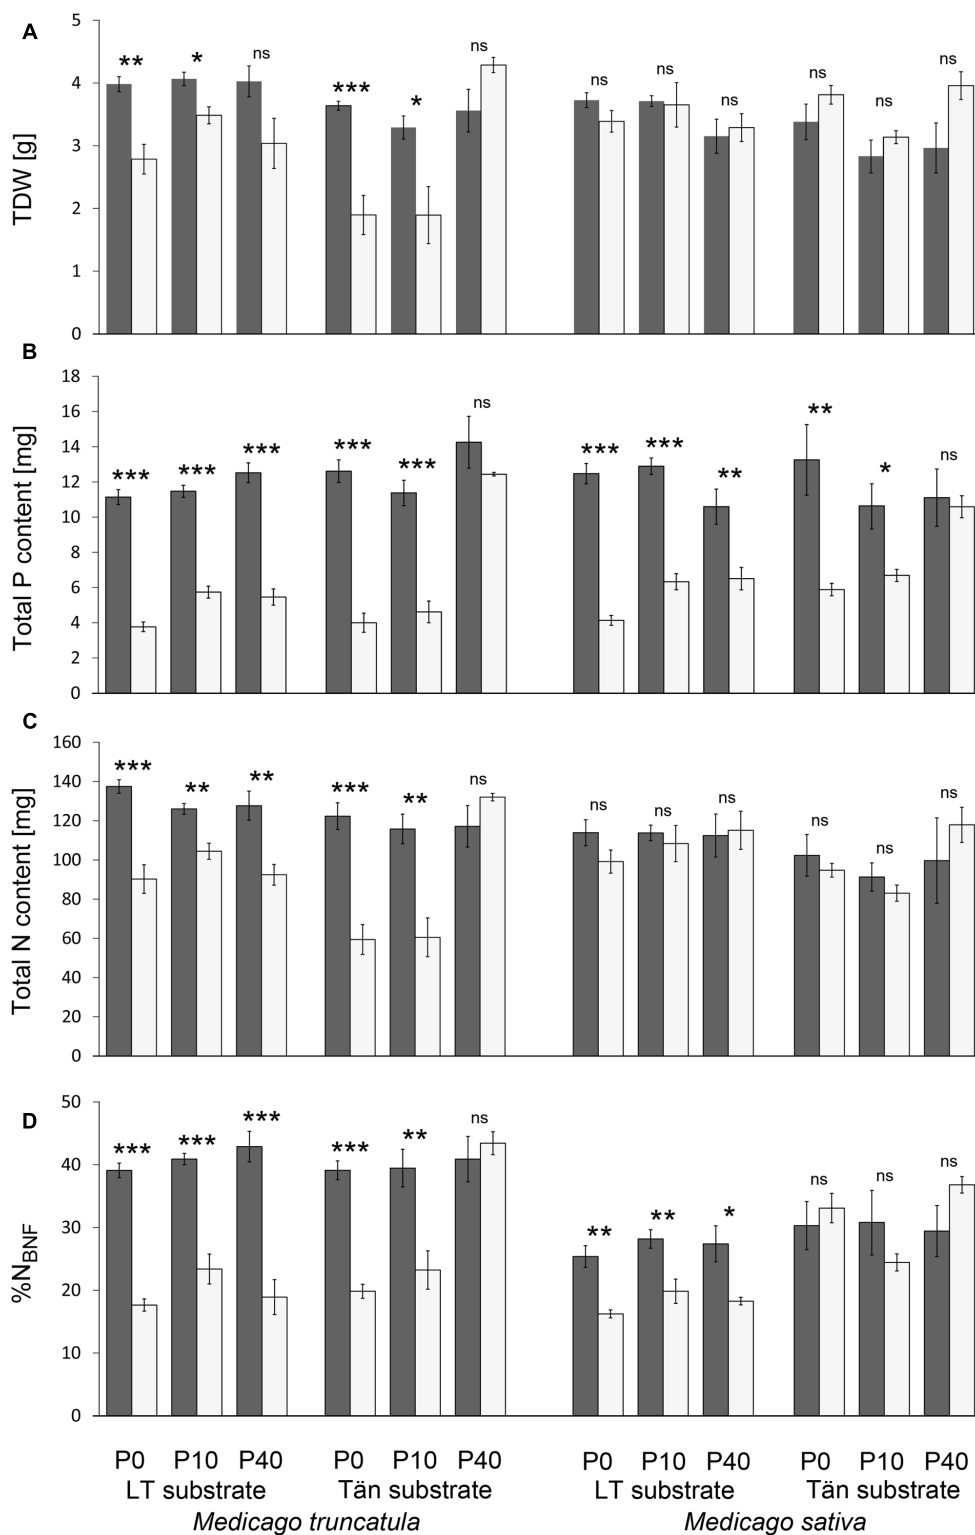 A
TDW [g]
5
4
3
2
1
0
** * ns *** * ns ns ns ns ns ns ns
B
Total P content [mg]
18
16
14
12
10
8
6
4
2
0
*** *** *** *** *** ns *** *** ** ** * ns
C
Total N content [mg]
160
140
120
100
80
60
40
20
0
*** ** ** *** ** ns ns ns ns ns ns ns
D
%NBNF
50
40
30
20
10
0
*** *** *** *** ** ns ** ** * ns ns ns
P0 P10 P40 P0 P10 P40 P0 P10 P40 P0 P10 P40
LT substrate Tän substrate LT substrate Tän substrate
Medicago truncatula Medicago sativa